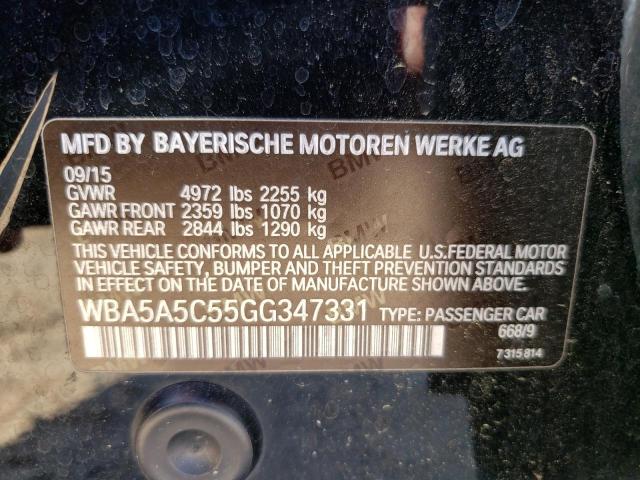 MFD BY BAYERISCHE MOTOREN WERKE AG
09/15
GVWR 4972 lbs 2255 kg
GAWR FRONT 2359 lbs 1070 kg
GAWR REAR 2844 lbs 1290 kg
THIS VEHICLE CONFORMS TO ALL APPLICABLE U.S.FEDERAL MOTOR
VEHICLE SAFETY, BUMPER AND THEFT PREVENTION STANDARDS
IN EFFECT ON THE DATE OF MANUFACTURE SHOWN ABOVE.
WBA5A5C55GG347331 TYPE: PASSENGER CAR
668/9
7315814